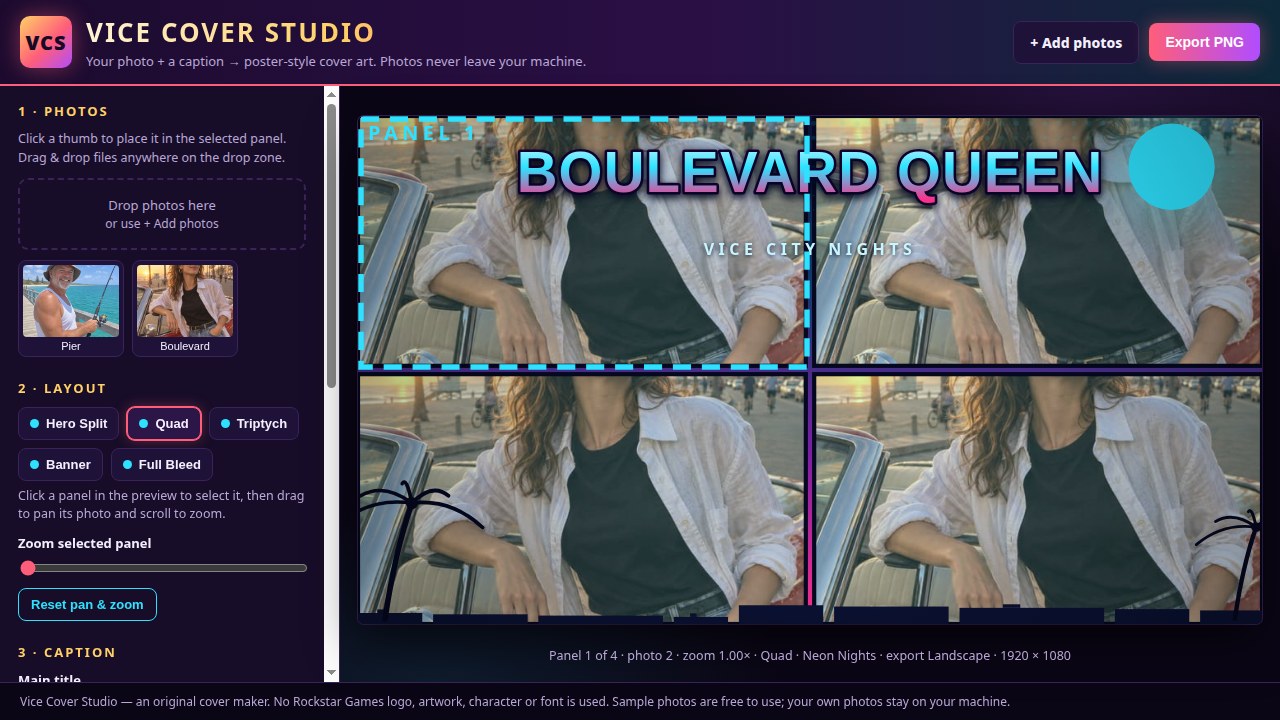 VCS
VICE COVER STUDIO
Your photo + a caption → poster-style cover art. Photos never leave your machine.
+ Add photos
Export PNG
1 · PHOTOS
Click a thumb to place it in the selected panel.
Drag & drop files anywhere on the drop zone.
Drop photos here
or use + Add photos
Pier
Boulevard
2 · LAYOUT
Hero Split
Quad
Triptych
Banner
Full Bleed
Click a panel in the preview to select it, then drag
to pan its photo and scroll to zoom.
Zoom selected panel
Reset pan & zoom
3 · CAPTION
Main title
PANEL 1
BOULEVARD QUEEN
VICE CITY NIGHTS
Panel 1 of 4 · photo 2 · zoom 1.00× · Quad · Neon Nights · export Landscape · 1920 × 1080
Vice Cover Studio — an original cover maker. No Rockstar Games logo, artwork, character or font is used. Sample photos are free to use; your own photos stay on your machine.